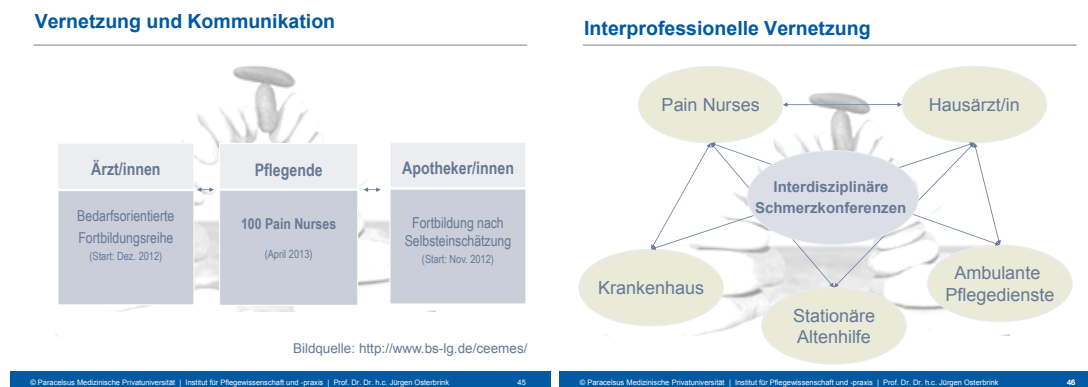 Vernetzung und Kommunikation
Ärzt/innen
Bedarfsorientierte
Fortbildungsreihe
(Start: Dez. 2012)
Pflegende
100 Pain Nurses
(April 2013)
Apotheker/innen
Fortbildung nach
Selbsteinschätzung
(Start: Nov. 2012)
Bildquelle: http://www.bs-lg.de/ceemes/
© Paracelsus Medizinische Privatuniversität | Institut für Pflegewissenschaft und -praxis | Prof. Dr. Dr. h.c. Jürgen Osterbrink 45
Interprofessionelle Vernetzung
Pain Nurses
Hausärzt/in
Interdisziplinäre
Schmerzkonferenzen
Krankenhaus
Ambulante
Pflegedienste
Stationäre
Altenhilfe
© Paracelsus Medizinische Privatuniversität | Institut für Pflegewissenschaft und -praxis | Prof. Dr. Dr. h.c. Jürgen Osterbrink 46